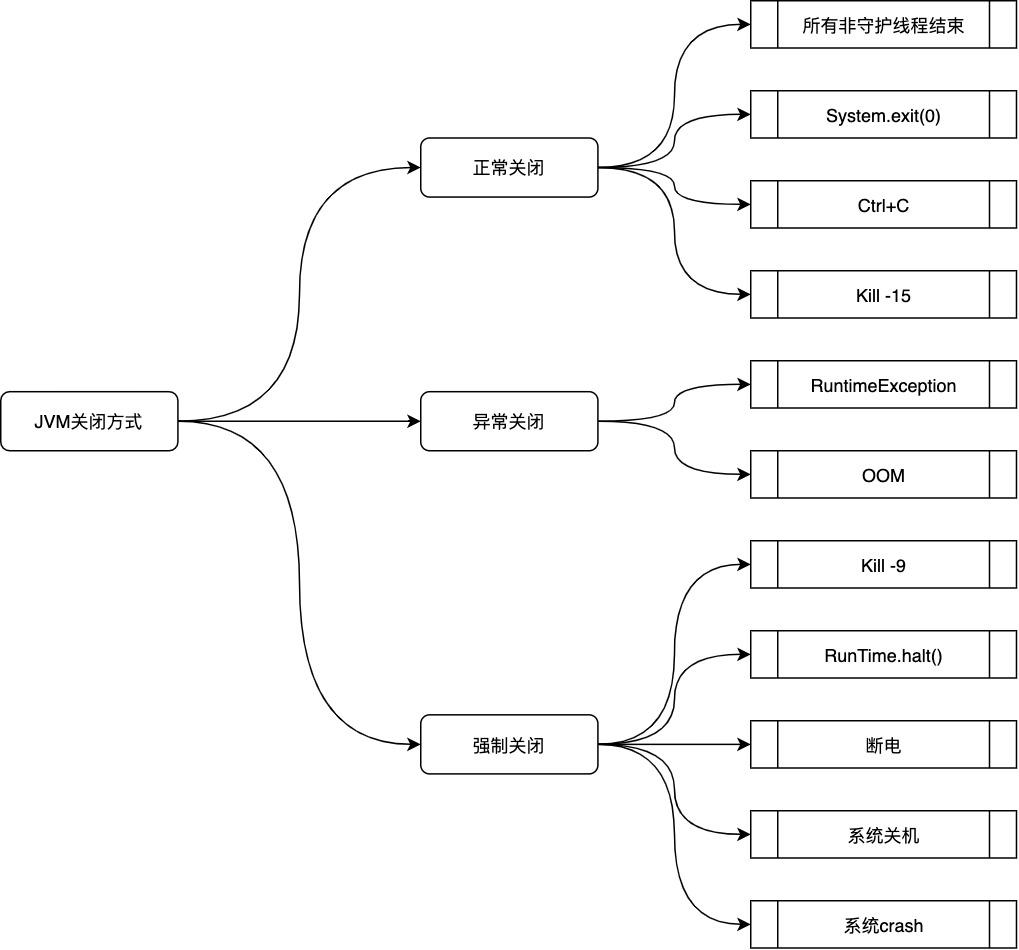 JVM关闭方式
正常关闭
所有非守护线程结束
System.exit(0)
Ctrl+C
Kill -15
异常关闭
RuntimeException
OOM
强制关闭
Kill -9
RunTime.halt()
断电
系统关机
系统crash